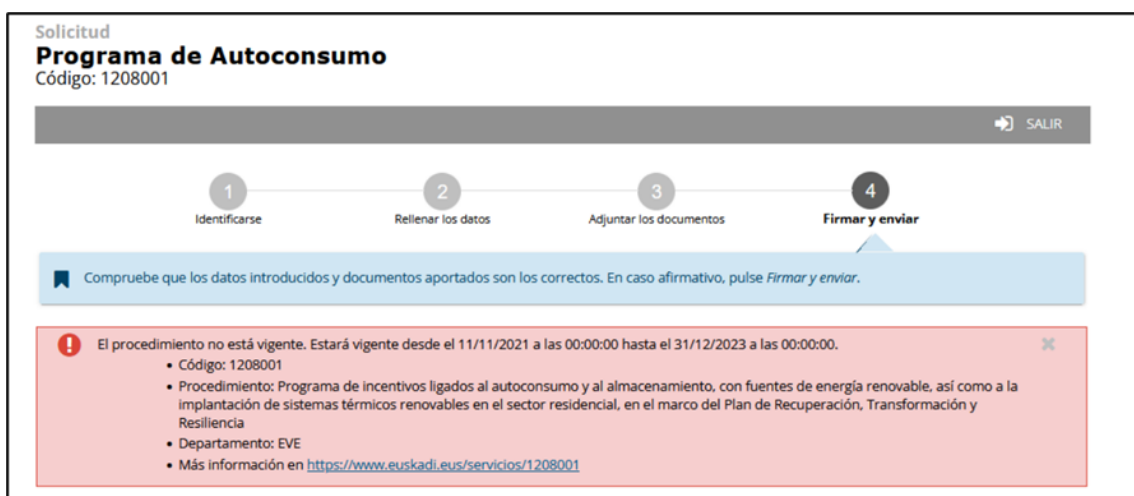 Solicitud
Programa de Autoconsumo
Código: 1208001
SALIR
1 2 3 4
Identificarse Rellenar los datos Adjuntar los documentos Firmar y enviar
Compruebe que los datos introducidos y documentos aportados son los correctos. En caso afirmativo, pulse Firmar y enviar.
El procedimiento no está vigente. Estará vigente desde el 11/11/2021 a las 00:00:00 hasta el 31/12/2023 a las 00:00:00.
• Código: 1208001
• Procedimiento: Programa de incentivos ligados al autoconsumo y al almacenamiento, con fuentes de energía renovable, así como a la
implantación de sistemas térmicos renovables en el sector residencial, en el marco del Plan de Recuperación, Transformación y
Resiliencia
• Departamento: EVE
• Más información en https://www.euskadi.eus/servicios/1208001